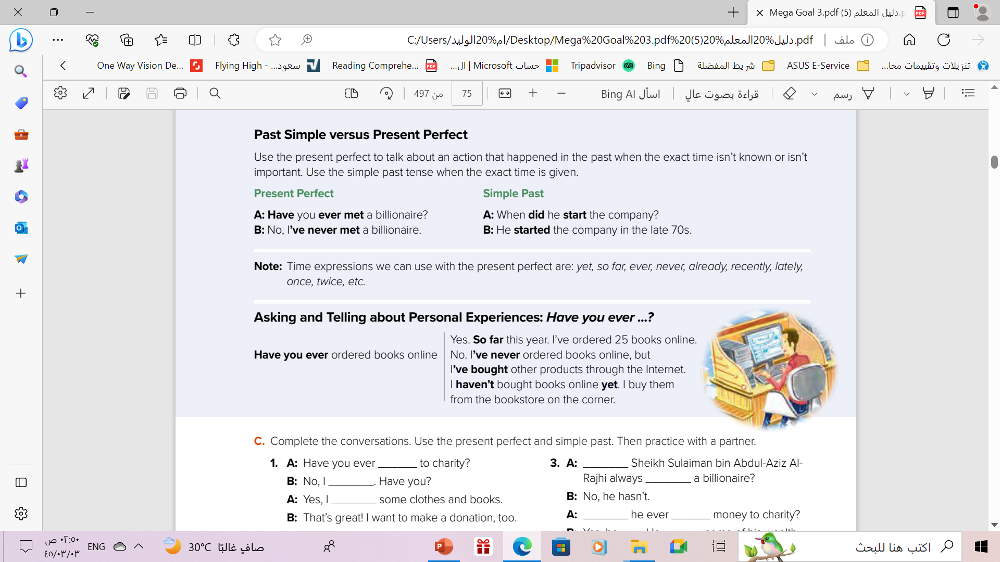 Mega Goal 3.pdf (5) دليل المعلم.p
C:/Users/ام%20الوليد/Desktop/Mega%20Goal%203.pdf%20(5)%20دليل%20المعلم.pdf
ملف
One Way Vision De...
Flying High - سعود...
Reading Comprehe...
حساب Microsoft | ال...
Tripadvisor
Bing
شريط المفضلة
ASUS E-Service
تنزيلات وتقييمات مجا...
من 497
75
اسأل Bing AI
قراءة بصوت عالٍ
رسم
Past Simple versus Present Perfect
Use the present perfect to talk about an action that happened in the past when the exact time isn’t known or isn’t
important. Use the simple past tense when the exact time is given.
Present Perfect
A: Have you ever met a billionaire?
B: No, I’ve never met a billionaire.
Simple Past
A: When did he start the company?
B: He started the company in the late 70s.
Note: Time expressions we can use with the present perfect are: yet, so far, ever, never, already, recently, lately,
once, twice, etc.
Asking and Telling about Personal Experiences: Have you ever ...?
Have you ever ordered books online
Yes. So far this year. I’ve ordered 25 books online.
No. I’ve never ordered books online, but
I’ve bought other products through the Internet.
I haven’t bought books online yet. I buy them
from the bookstore on the corner.
C. Complete the conversations. Use the present perfect and simple past. Then practice with a partner.
1. A: Have you ever ______ to charity?
B: No, I _______. Have you?
A: Yes, I _______ some clothes and books.
B: That’s great! I want to make a donation, too.
3. A: _______ Sheikh Sulaiman bin Abdul-Aziz Al-
Rajhi always _______ a billionaire?
B: No, he hasn’t.
A: _______ he ever ______ money to charity?
٠٢:٥٠ ص
٤٥/٠٣/٠٣
ENG
30°C صافٍ غالبًا
اكتب هنا للبحث